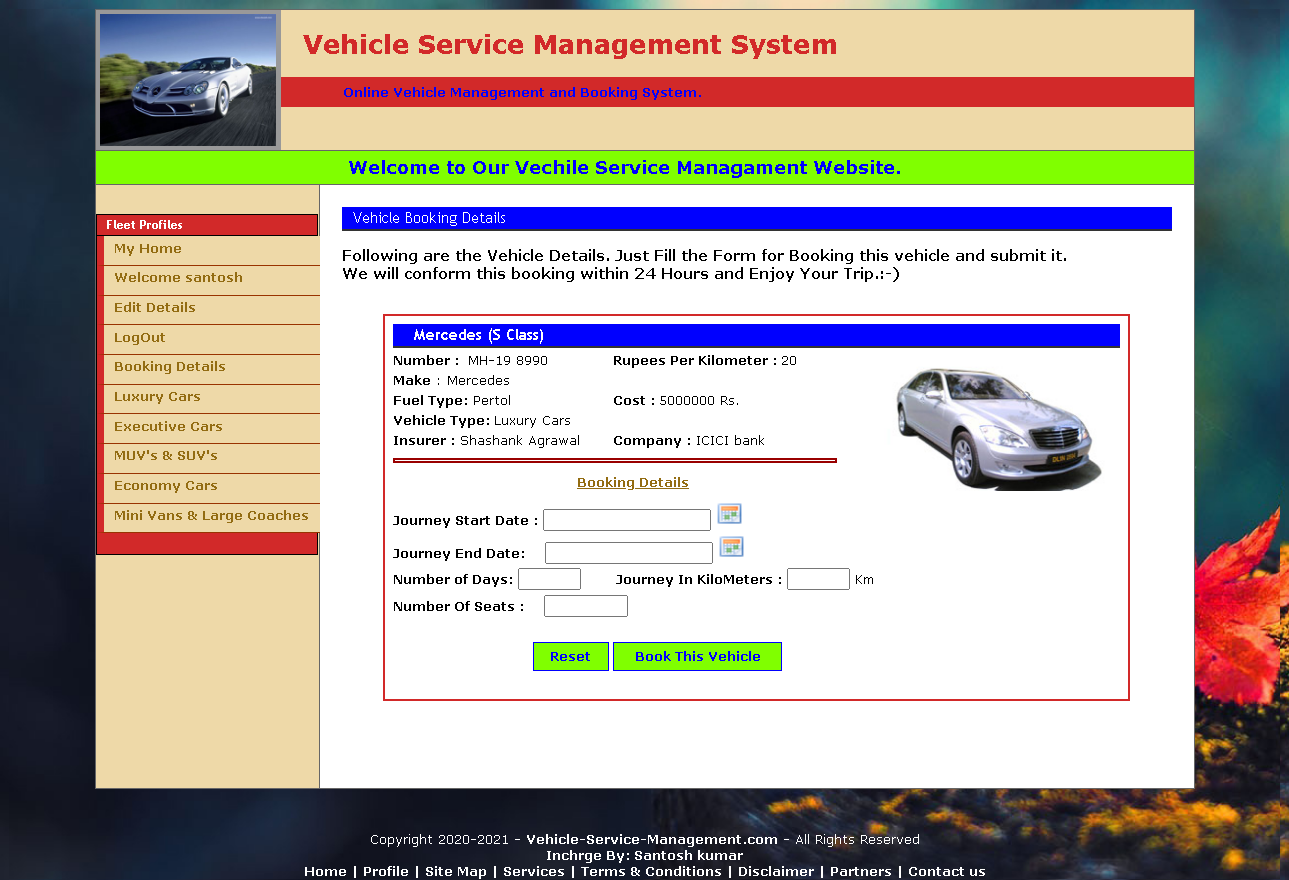 Vehicle Service Management System
Online Vehicle Management and Booking System.
Welcome to Our Vechile Service Managament Website.
Fleet Profiles
My Home
Welcome santosh
Edit Details
LogOut
Booking Details
Luxury Cars
Executive Cars
MUV's & SUV's
Economy Cars
Mini Vans & Large Coaches
Vehicle Booking Details
Following are the Vehicle Details. Just Fill the Form for Booking this vehicle and submit it.
We will conform this booking within 24 Hours and Enjoy Your Trip.:-)
Mercedes (S Class)
Number : MH-19 8990 Rupees Per Kilometer : 20
Make : Mercedes
Fuel Type: Pertol Cost : 5000000 Rs.
Vehicle Type: Luxury Cars
Insurer : Shashank Agrawal Company : ICICI bank
Booking Details
Journey Start Date :
Journey End Date:
Number of Days: Journey In KiloMeters : Km
Number Of Seats :
Reset Book This Vehicle
Copyright 2020-2021 - Vehicle-Service-Management.com - All Rights Reserved
Inchrge By: Santosh kumar
Home | Profile | Site Map | Services | Terms & Conditions | Disclaimer | Partners | Contact us